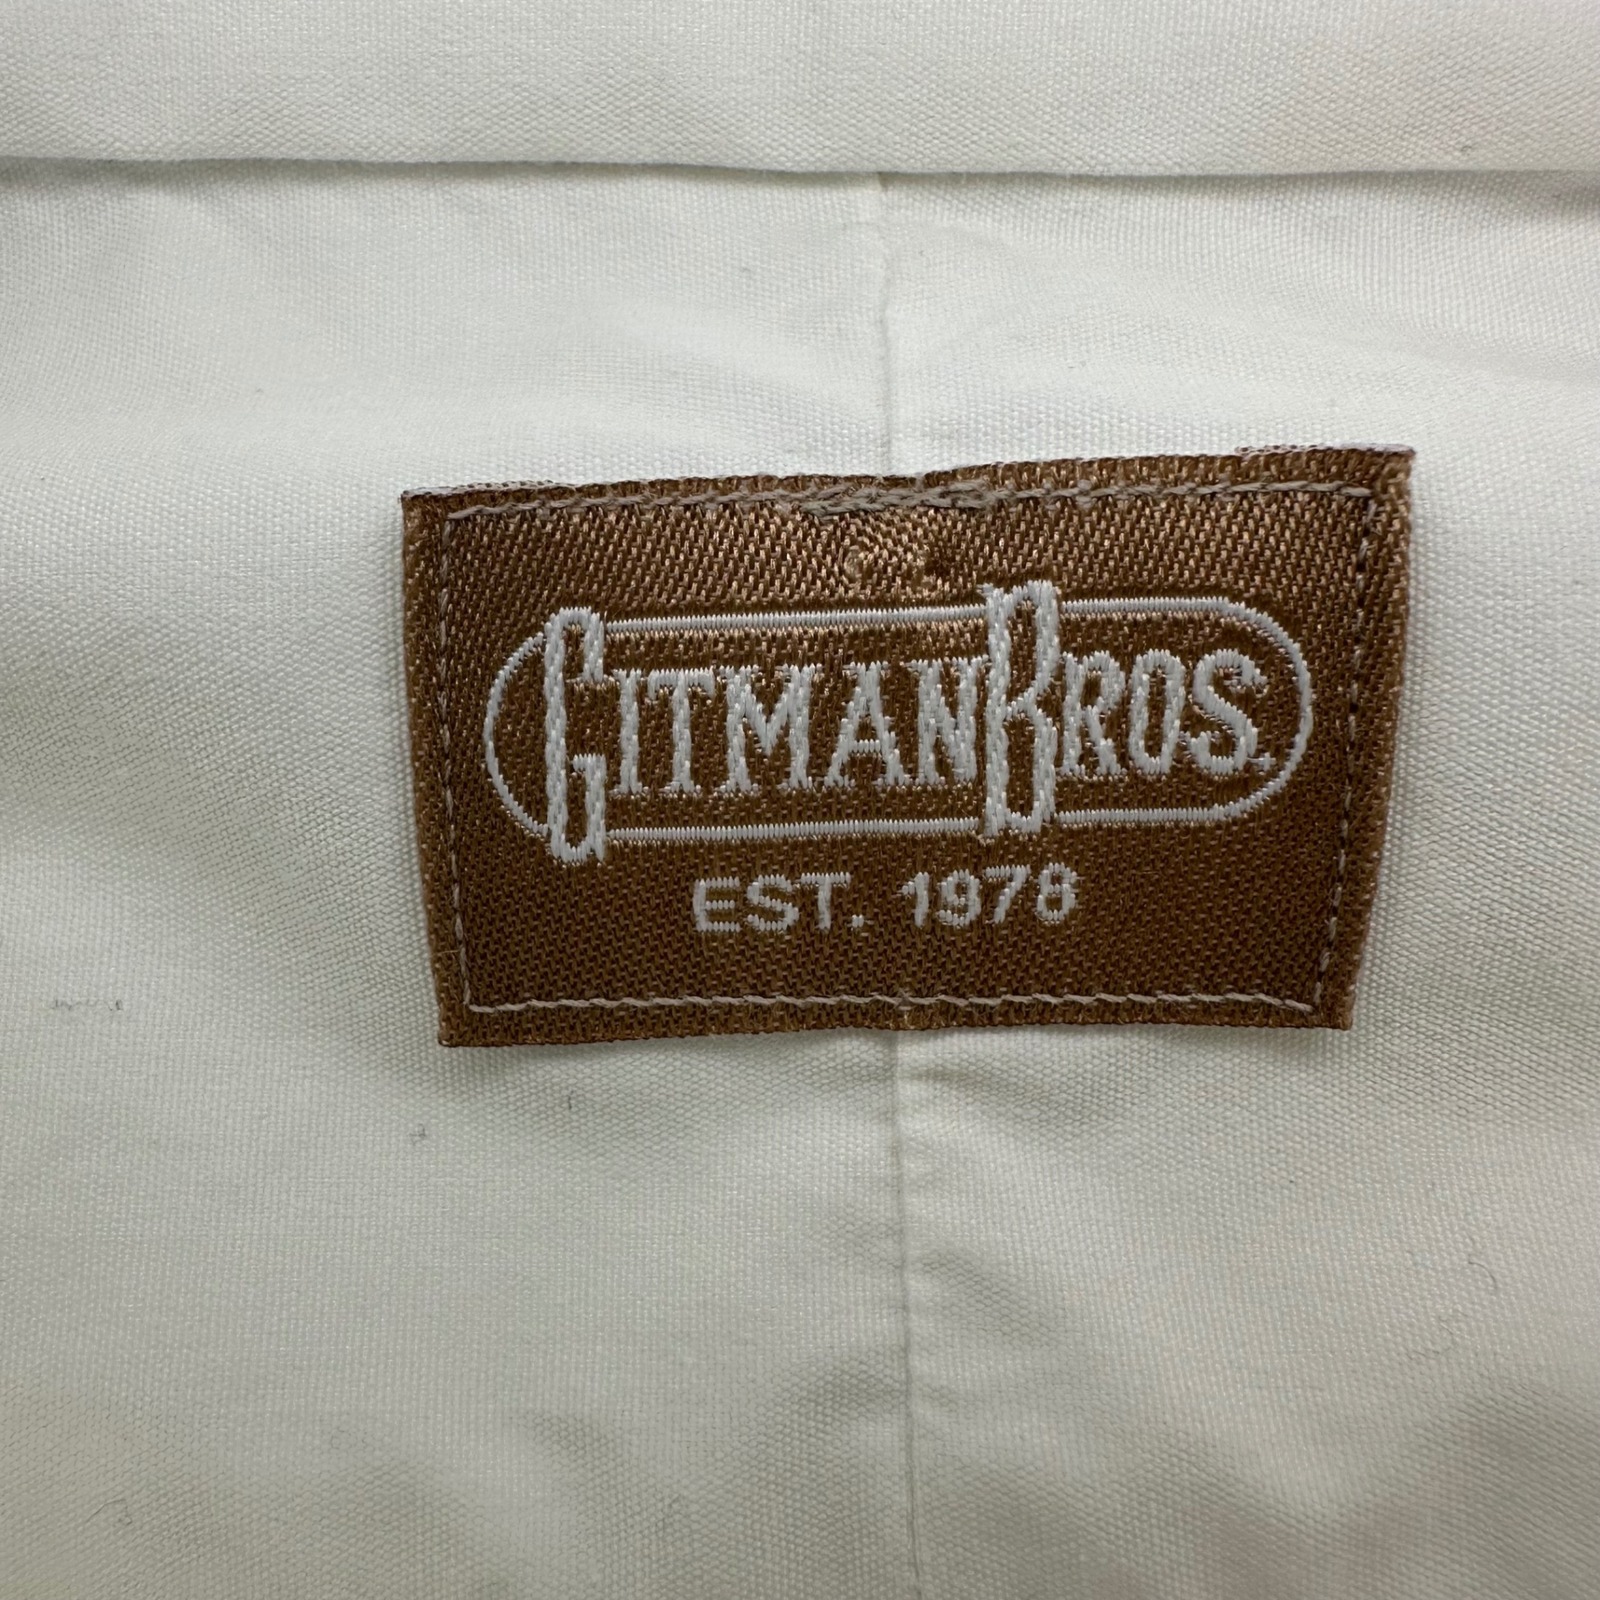 GITMAN BROS.
EST. 1978